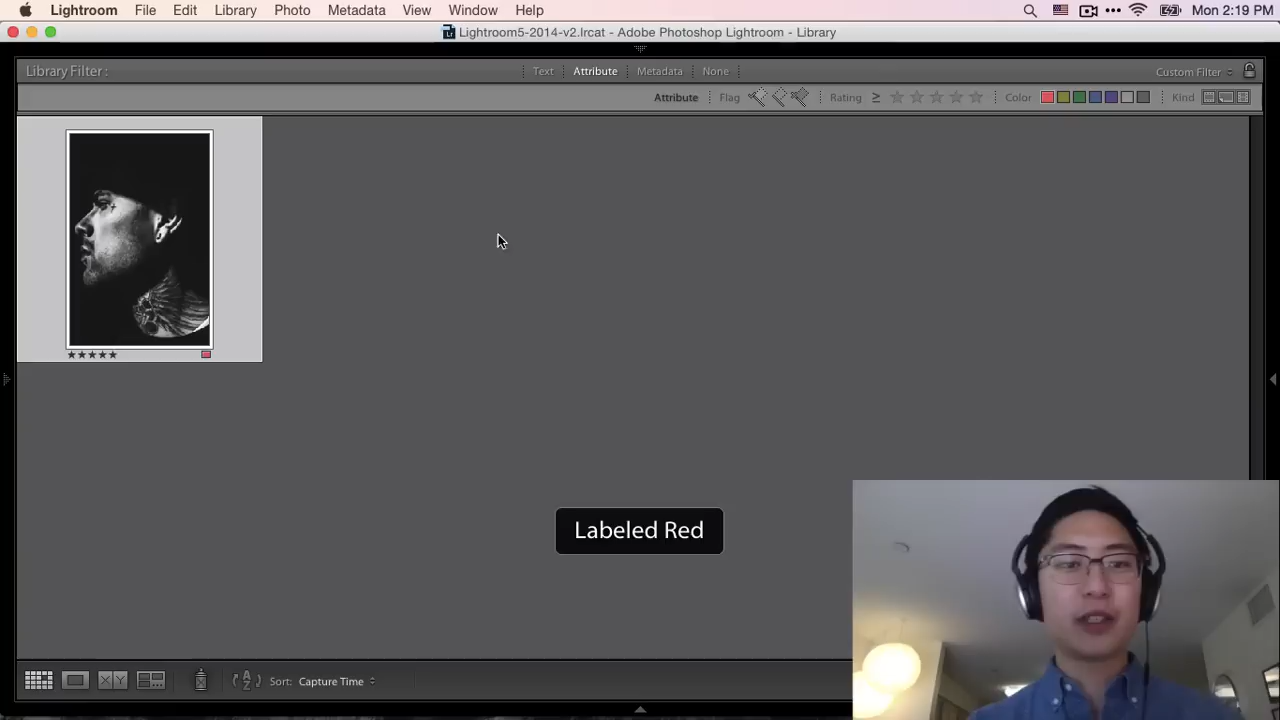 Lightroom File Edit Library Photo Metadata View Window Help Mon 2:19 PM
Lightroom5-2014-v2.lrcat - Adobe Photoshop Lightroom - Library
Library Filter : Text Attribute Metadata None Custom Filter
Attribute Flag Rating ≥ Color Kind
Labeled Red
Sort: Capture Time